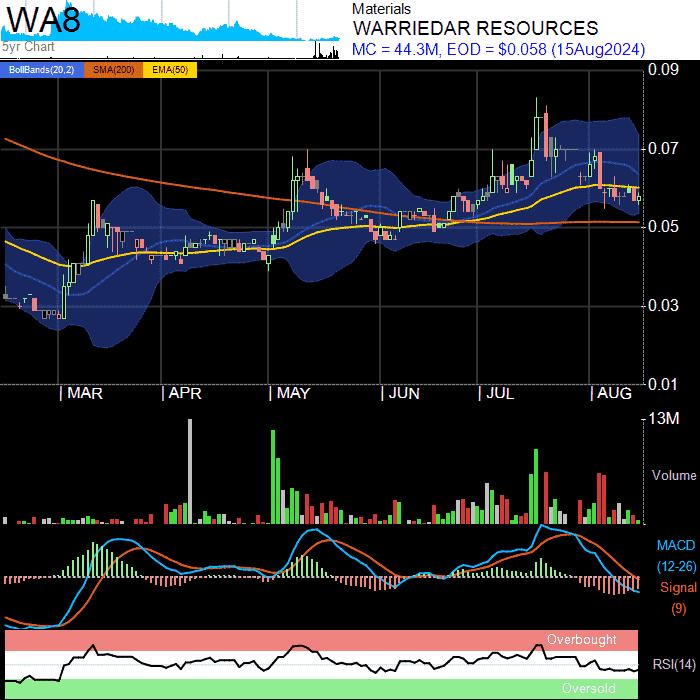 WA8
5yr Chart
Materials
WARRIEDAR RESOURCES
MC = 44.3M, EOD = $0.058 (15Aug2024)
BollBands(20,2) SMA(200) EMA(50)
0.09
0.07
0.05
0.03
0.01
MAR APR MAY JUN JUL AUG
13M
Volume
MACD
(12-26)
Signal
(9)
Overbought
RSI(14)
Oversold